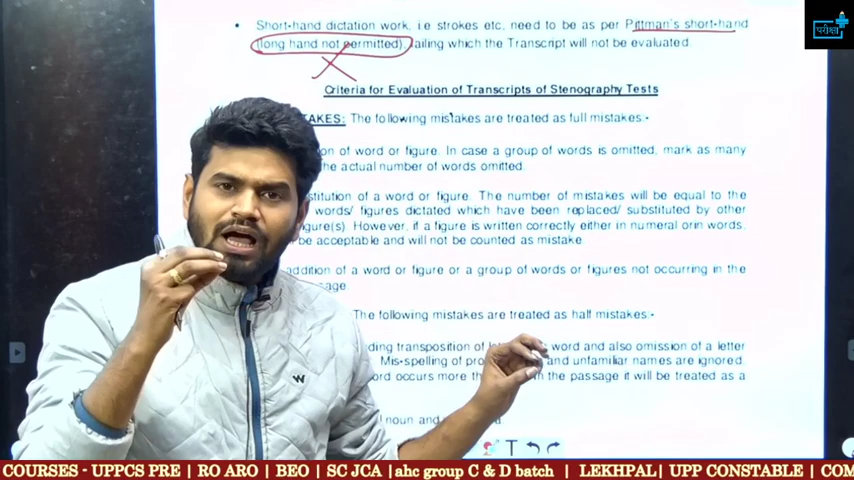 Short-hand dictation work, i.e strokes etc, need to be as per Pittman's short-hand
(long hand not permitted), failing which the Transcript will not be evaluated.
परीक्षा
Criteria for Evaluation of Transcripts of Stenography Tests
TAKES: The following mistakes are treated as full mistakes.-
on of word or figure. In case a group of words is omitted, mark as many
the actual number of words omitted.
stitution of a word or figure. The number of mistakes will be equal to the
words/ figures dictated which have been replaced/ substituted by other
igure(s). However, if a figure is written correctly either in numeral or in words,
be acceptable and will not be counted as mistake.
addition of a word or figure or a group of words or figures not occurring in the
sage.
The following mistakes are treated as half mistakes.-
ding transposition of word and also omission of a letter
Mis-spelling of and unfamiliar names are ignored.
ord occurs more the passage it will be treated as a
l noun and
W
T
COURSES - UPPCS PRE | RO ARO | BEO | SC JCA |ahc group C & D batch | LEKHPAL| UPP CONSTABLE | COM